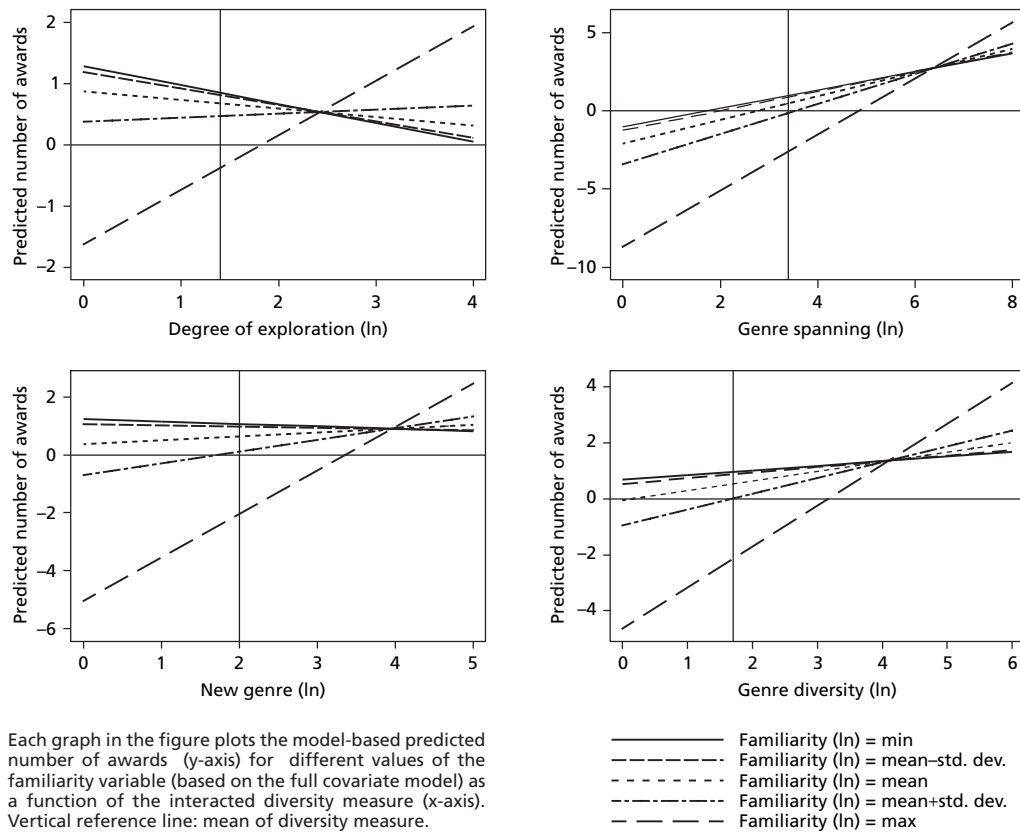 2
1
0
−1
−2
Predicted number of awards
0 1 2 3 4
Degree of exploration (ln)
5
0
−5
−10
Predicted number of awards
0 2 4 6 8
Genre spanning (ln)
2
0
−2
−4
−6
Predicted number of awards
0 1 2 3 4 5
New genre (ln)
4
2
0
−2
−4
Predicted number of awards
0 1 2 3 4 5 6
Genre diversity (ln)
Each graph in the figure plots the model-based predicted
number of awards (y-axis) for different values of the
familiarity variable (based on the full covariate model) as
a function of the interacted diversity measure (x-axis).
Vertical reference line: mean of diversity measure.
Familiarity (ln) = min
Familiarity (ln) = mean–std. dev.
Familiarity (ln) = mean
Familiarity (ln) = mean+std. dev.
Familiarity (ln) = max